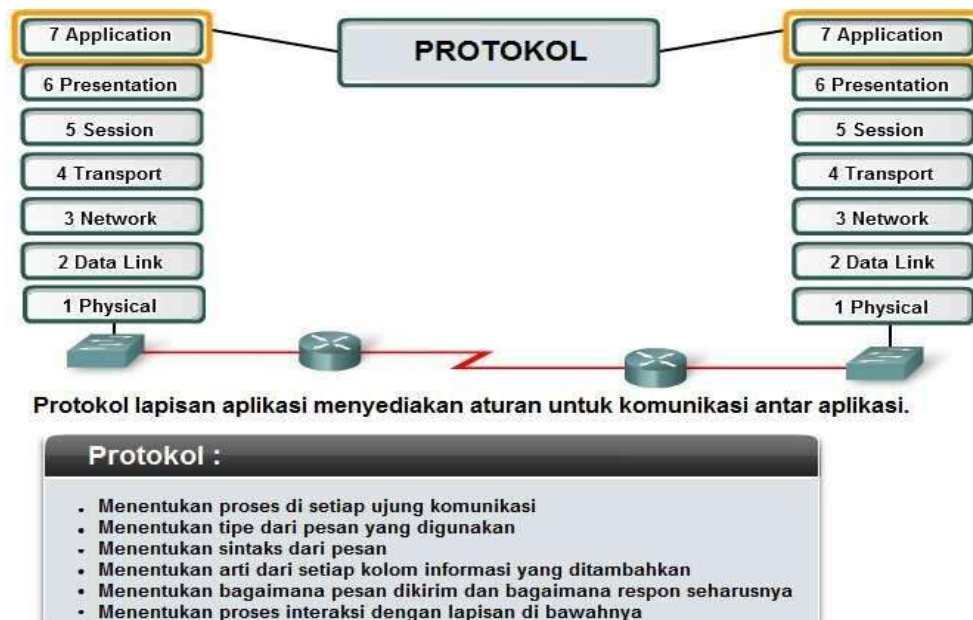 7 Application
PROTOKOL
7 Application
6 Presentation
6 Presentation
5 Session
5 Session
4 Transport
4 Transport
3 Network
3 Network
2 Data Link
2 Data Link
1 Physical
1 Physical
Protokol lapisan aplikasi menyediakan aturan untuk komunikasi antar aplikasi.
Protokol :
• Menentukan proses di setiap ujung komunikasi
• Menentukan tipe dari pesan yang digunakan
• Menentukan sintaks dari pesan
• Menentukan arti dari setiap kolom informasi yang ditambahkan
• Menentukan bagaimana pesan dikirim dan bagaimana respon seharusnya
• Menentukan proses interaksi dengan lapisan di bawahnya